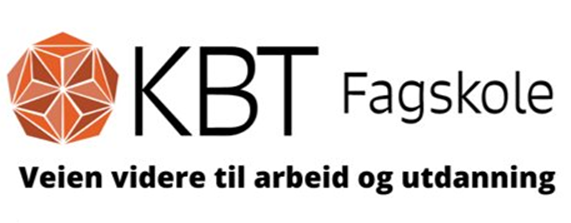 KBT Fagskole
Veien videre til arbeid og utdanning